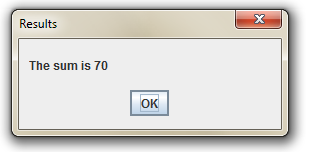 Results
The sum is 70
OK